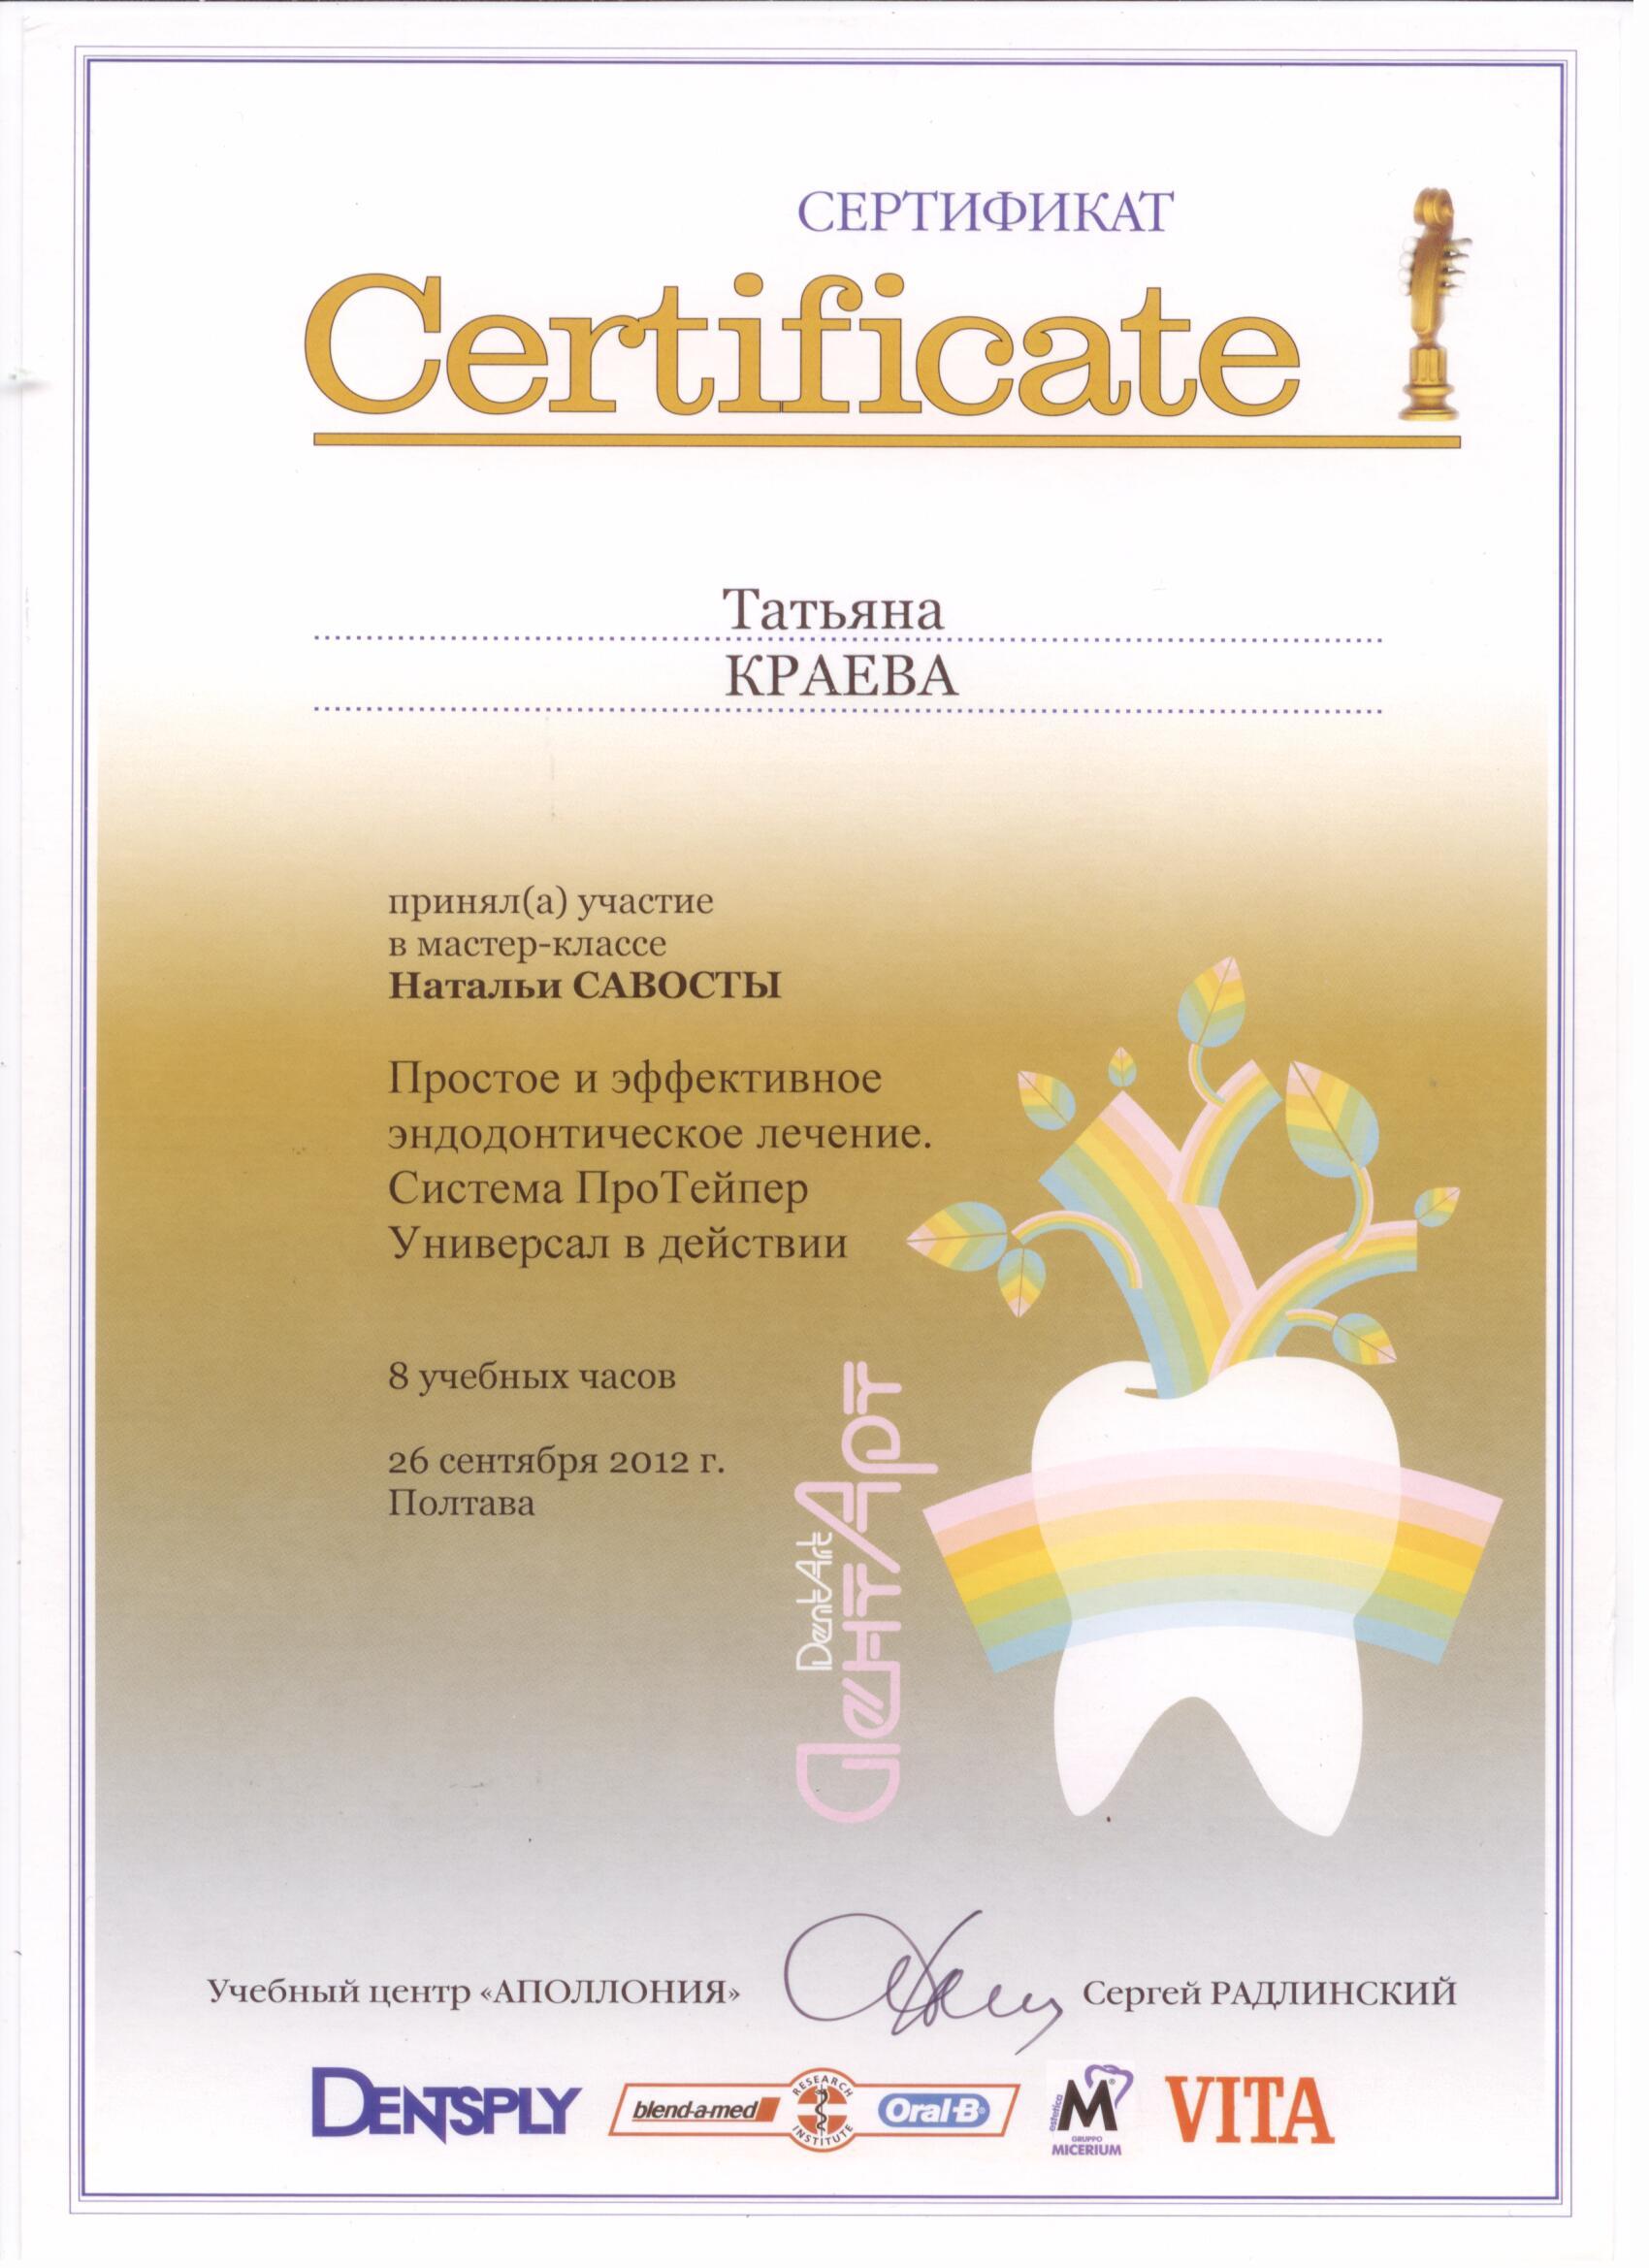 СЕРТИФИКАТ
Certificate
Татьяна
КРАЕВА
принял(а) участие
в мастер-классе
Натальи САВОСТЫ
Простое и эффективное
эндодонтическое лечение.
Система ПроТейпер
Универсал в действии
8 учебных часов
26 сентября 2012 г.
Полтава
DentArt
ДентАрт
Учебный центр «АПОЛЛОНИЯ»
Сергей РАДЛИНСКИЙ
DENTSPLY
blend-a-med
RESEARCH
INSTITUTE
Oral-B®
estetica
M®
GRUPPO
MICERIUM
VITA